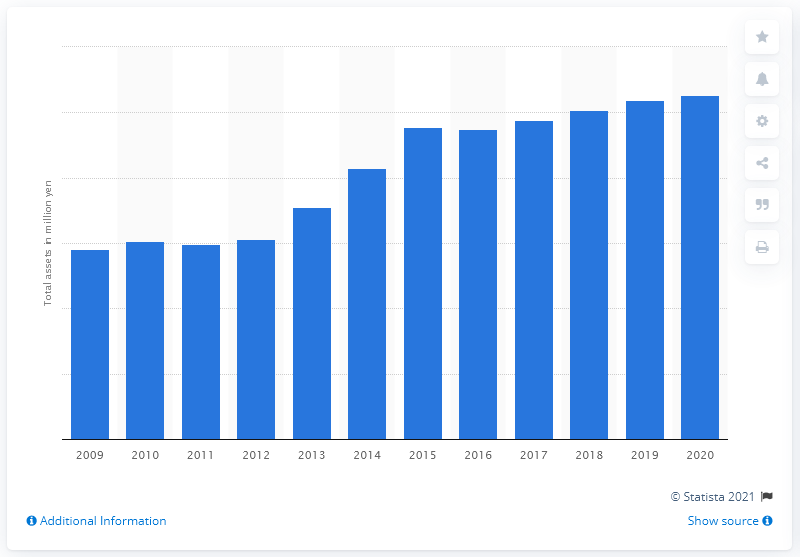 Total assets in million yen
2009 2010 2011 2012 2013 2014 2015 2016 2017 2018 2019 2020
© Statista 2021
Additional Information
Show source